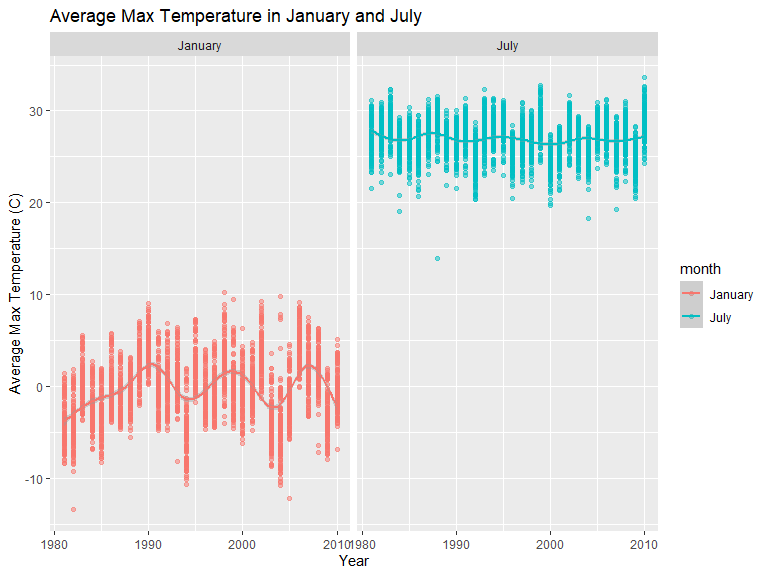 Average Max Temperature in January and July
January
July
Average Max Temperature (C)
30
20
10
0
-10
1980
1990
2000
2010
1980
1990
2000
2010
Year
month
January
July